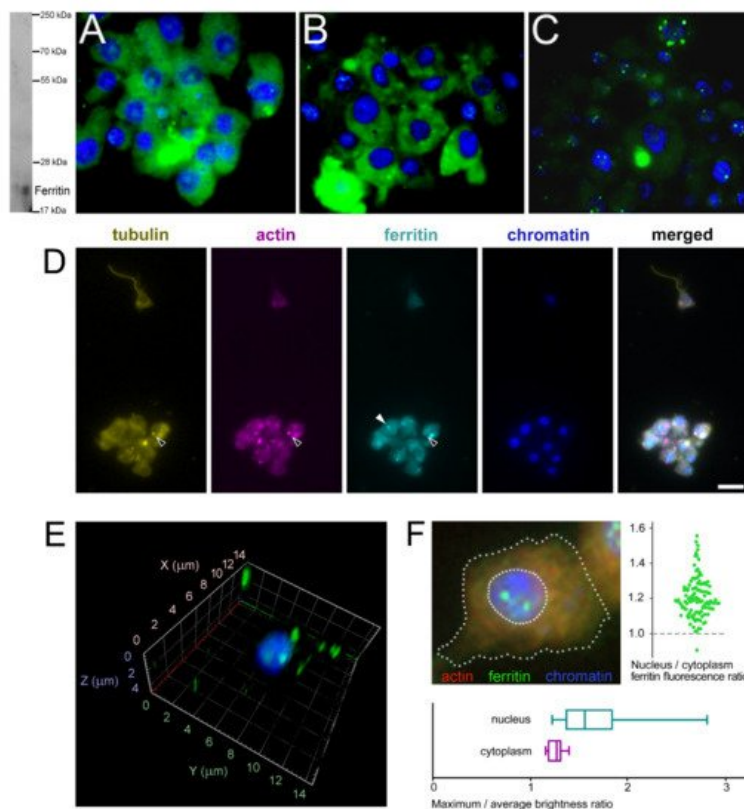 250 kDa
70 kDa
55 kDa
28 kDa
Ferritin
17 kDa
A
B
C
tubulin actin ferritin chromatin merged
D
E
X (µm)
14
12
10
8
6
4
2
0
Z (µm)
0
2
4
0
2
4
6
8
10
12
14
Y (µm)
F
actin ferritin chromatin
1.6
1.4
1.2
1.0
Nucleus / cytoplasm
ferritin fluorescence ratio
nucleus
cytoplasm
0 1 2 3
Maximum / average brightness ratio